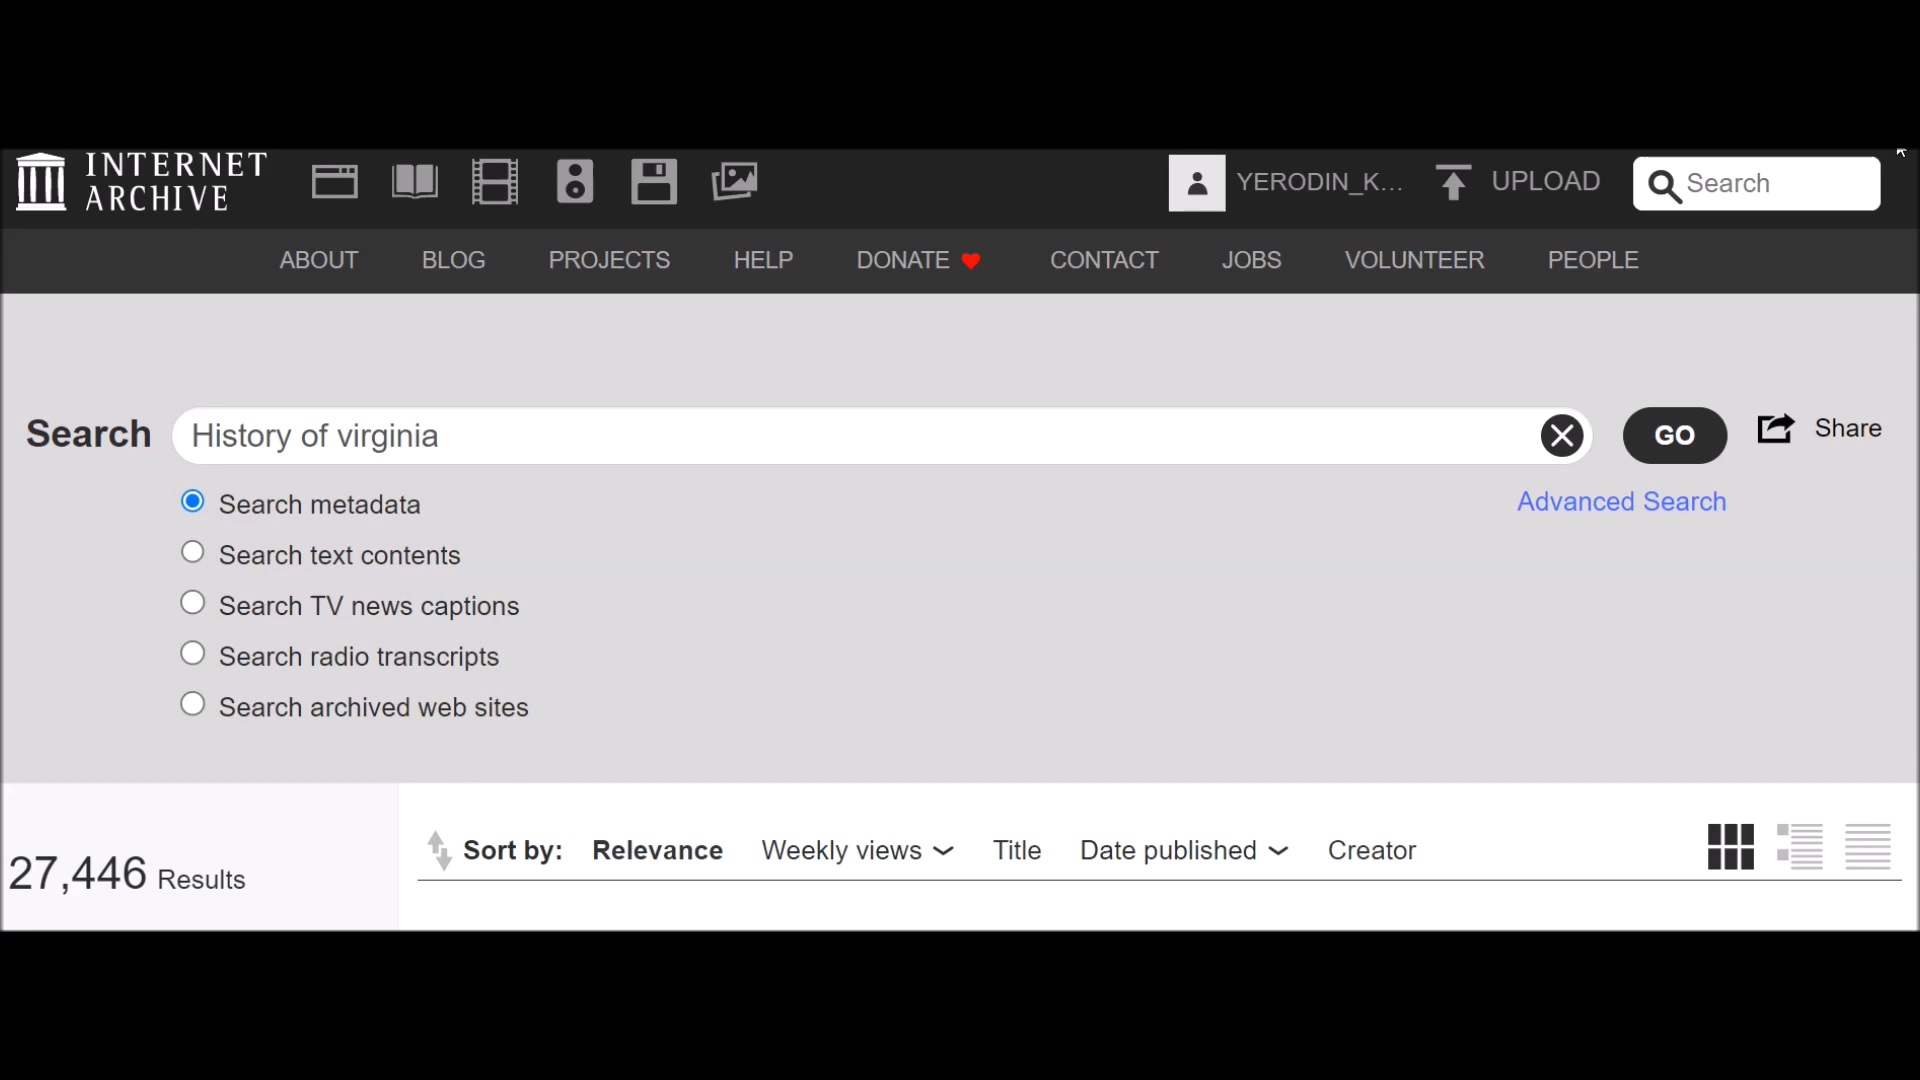 INTERNET
ARCHIVE
YERODIN_K...
UPLOAD
Search
ABOUT BLOG PROJECTS HELP DONATE CONTACT JOBS VOLUNTEER PEOPLE
Search
History of virginia
GO
Share
Search metadata
Advanced Search
Search text contents
Search TV news captions
Search radio transcripts
Search archived web sites
27,446 Results
Sort by: Relevance Weekly views Title Date published Creator